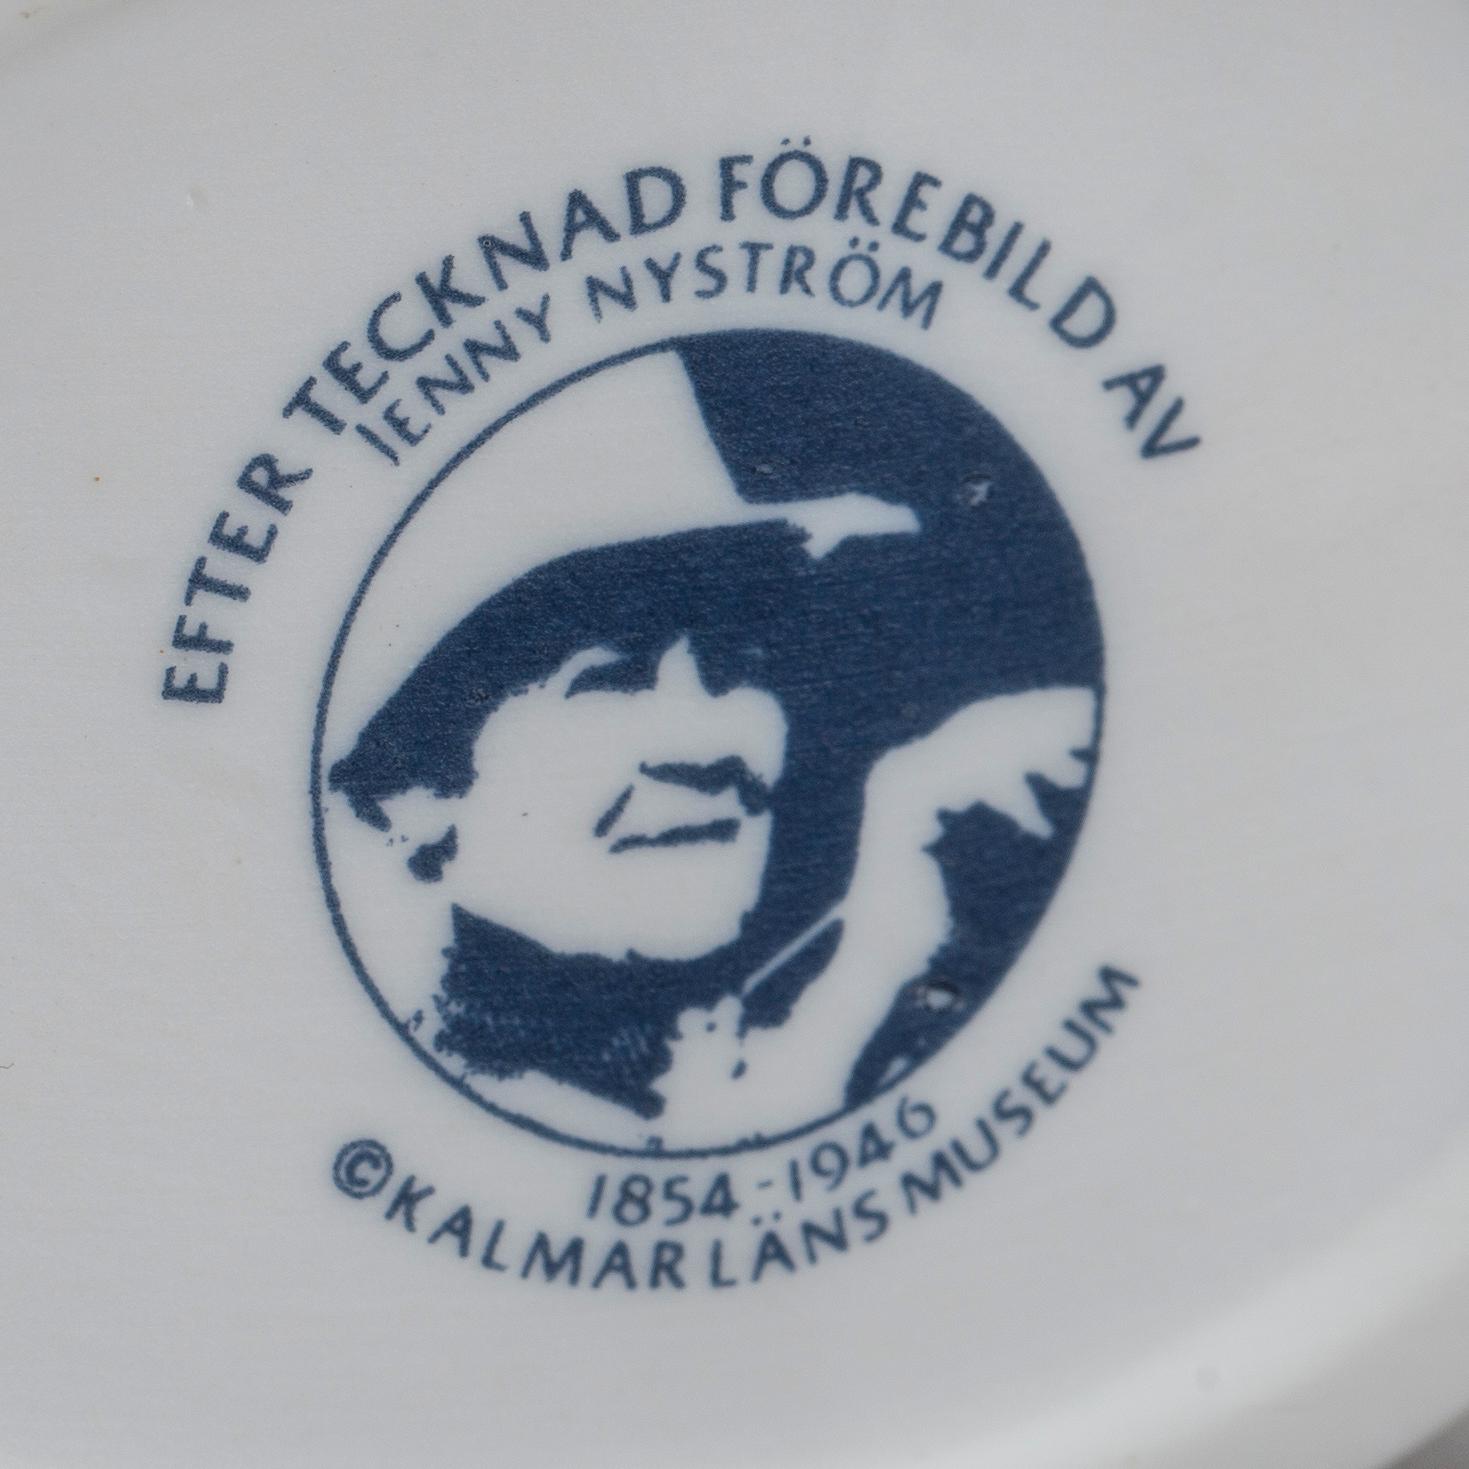 EFTER TECKNAD FÖREBILD AV
JENNY NYSTRÖM
1854-1946
©KALMAR LÄNS MUSEUM